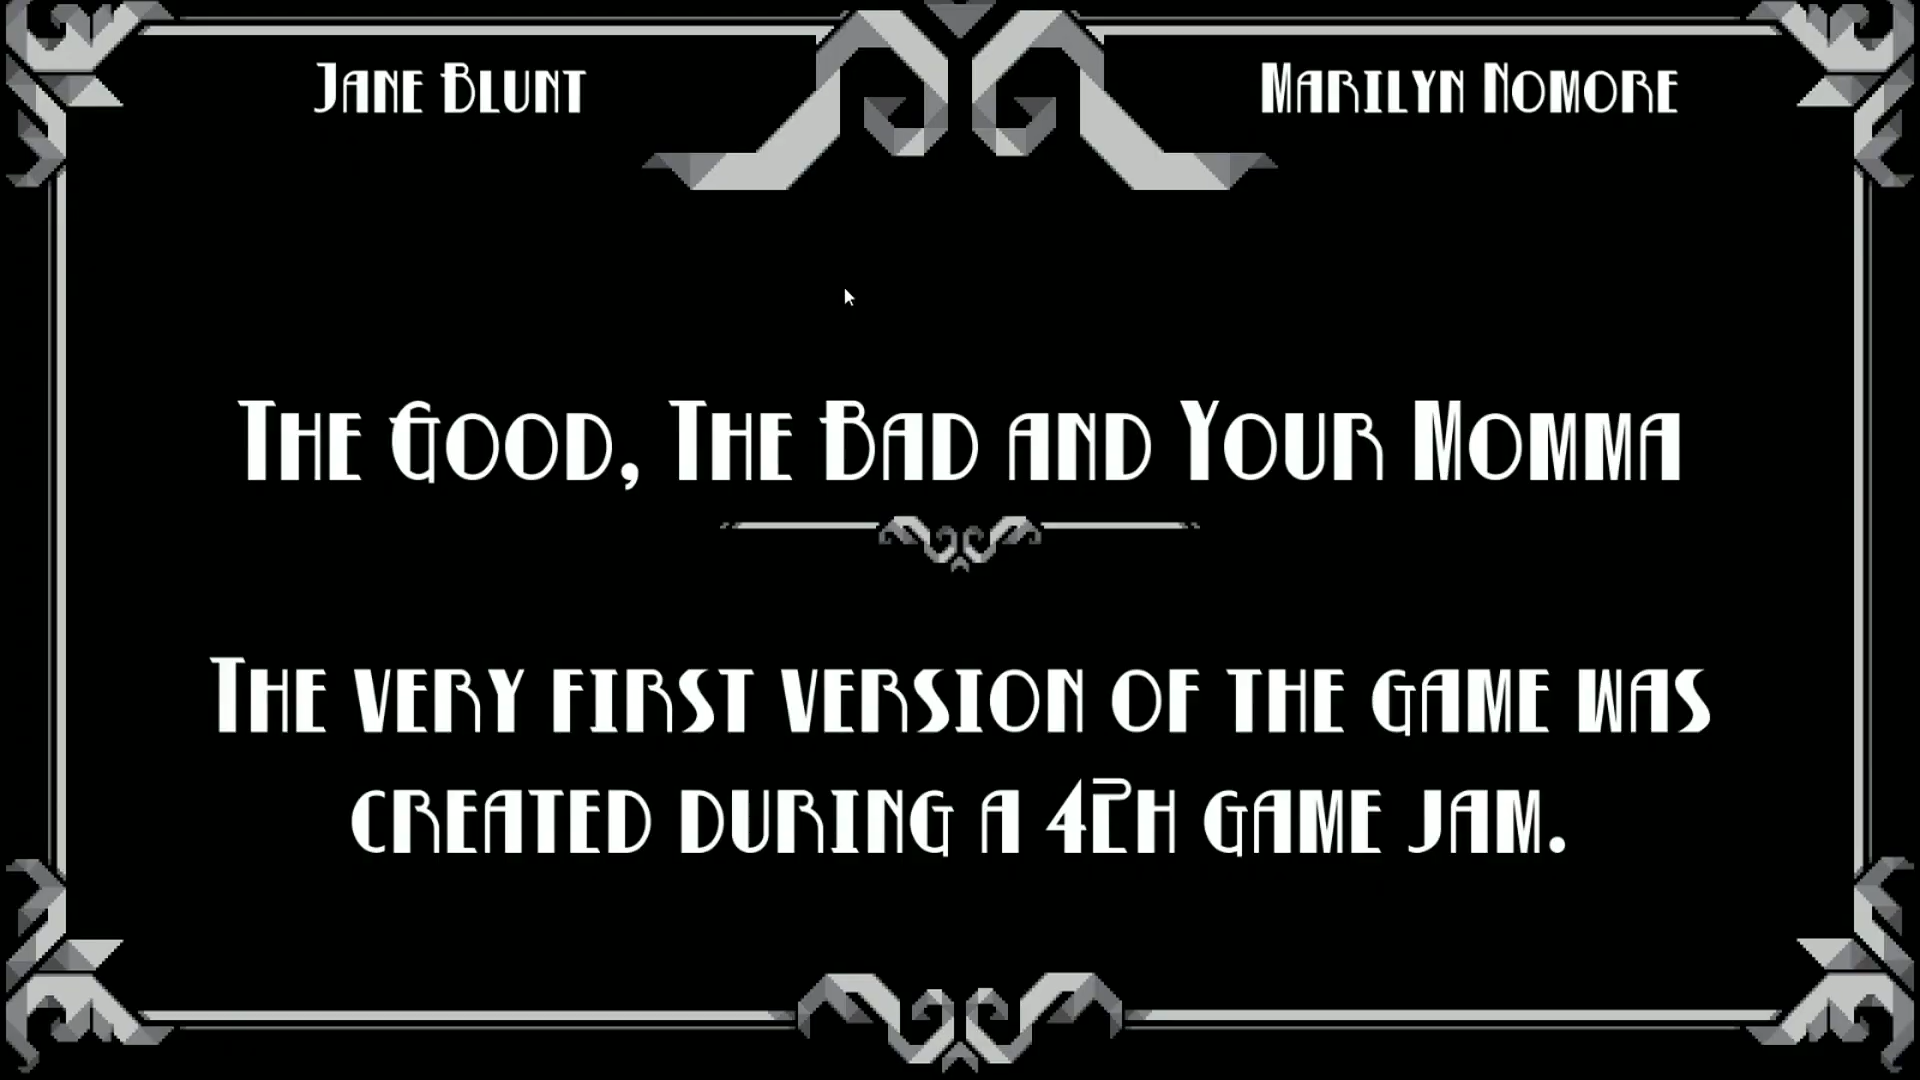 Jane Blunt
Marilyn Nomore
The Good, The Bad and Your Momma
The very first version of the game was
created during a 42h game jam.